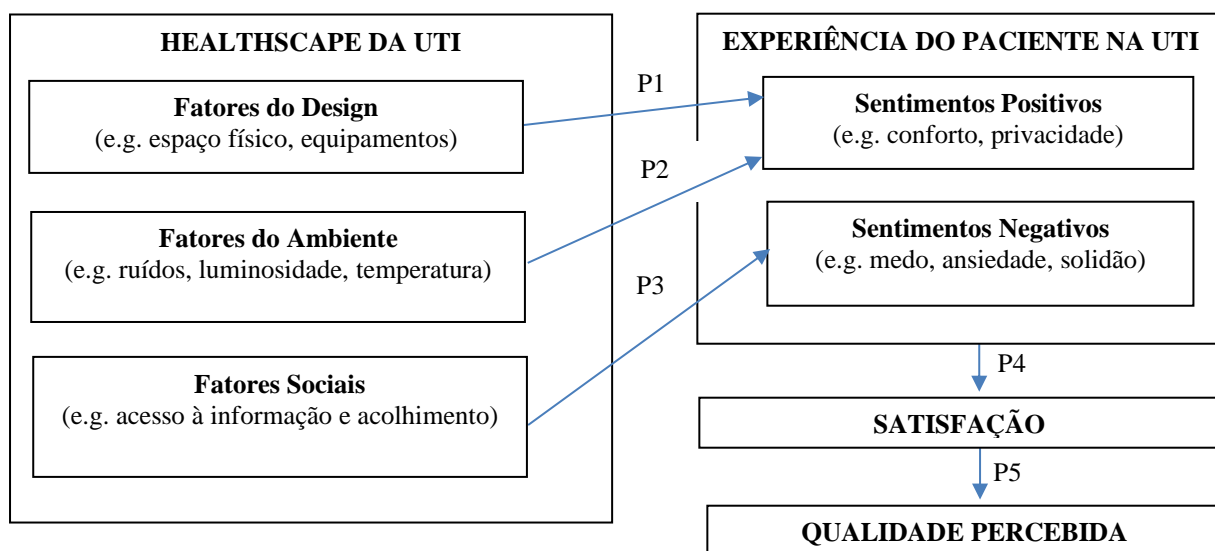 HEALTHSCAPE DA UTI
Fatores do Design
(e.g. espaço físico, equipamentos)
Fatores do Ambiente
(e.g. ruídos, luminosidade, temperatura)
Fatores Sociais
(e.g. acesso à informação e acolhimento)
P1
P2
P3
EXPERIÊNCIA DO PACIENTE NA UTI
Sentimentos Positivos
(e.g. conforto, privacidade)
Sentimentos Negativos
(e.g. medo, ansiedade, solidão)
P4
SATISFAÇÃO
P5
QUALIDADE PERCEBIDA